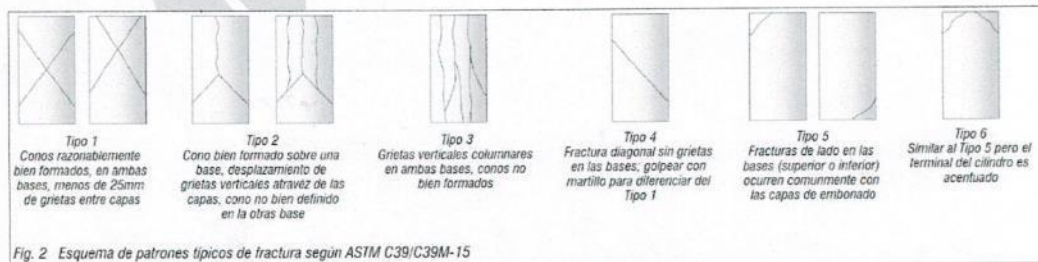 Tipo 1
Conos razonablemente
bien formados, en ambas
bases, menos de 25mm
de grietas entre capas
Tipo 2
Cono bien formado sobre una
base, desplazamiento de
grietas verticales atravéz de las
capas, cono no bien definido
en la otras base
Tipo 3
Grietas verticales columnares
en ambas bases, conos no
bien formados
Tipo 4
Fractura diagonal sin grietas
en las bases; golpear con
martillo para diferenciar del
Tipo 1
Tipo 5
Fracturas de lado en las
bases (superior o inferior)
ocurren comunmente con
las capas de embonado
Tipo 6
Similar al Tipo 5 pero el
terminal del cilindro es
acentuado
Fig. 2 Esquema de patrones típicos de fractura según ASTM C39/C39M-15